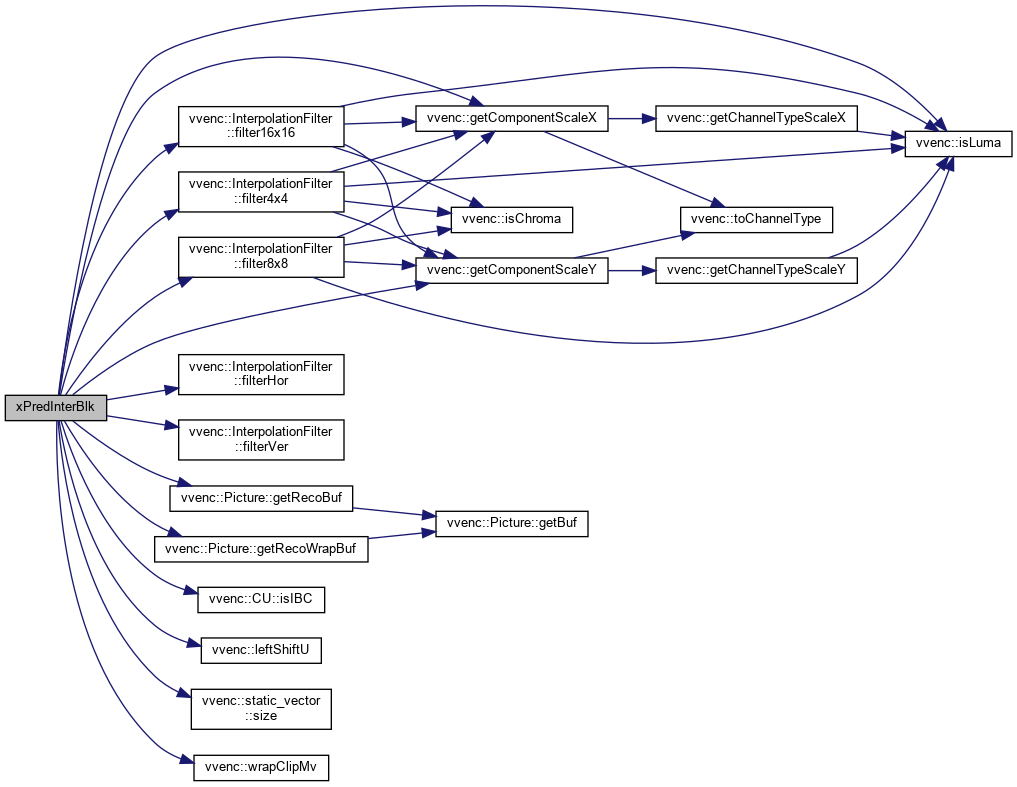 xPredInterBlk
vvenc::InterpolationFilter
::filter16x16
vvenc::InterpolationFilter
::filter4x4
vvenc::InterpolationFilter
::filter8x8
vvenc::getComponentScaleX
vvenc::getChannelTypeScaleX
vvenc::isLuma
vvenc::isChroma
vvenc::toChannelType
vvenc::getComponentScaleY
vvenc::getChannelTypeScaleY
vvenc::InterpolationFilter
::filterHor
vvenc::InterpolationFilter
::filterVer
vvenc::Picture::getRecoBuf
vvenc::Picture::getBuf
vvenc::Picture::getRecoWrapBuf
vvenc::CU::isIBC
vvenc::leftShiftU
vvenc::static_vector
::size
vvenc::wrapClipMv